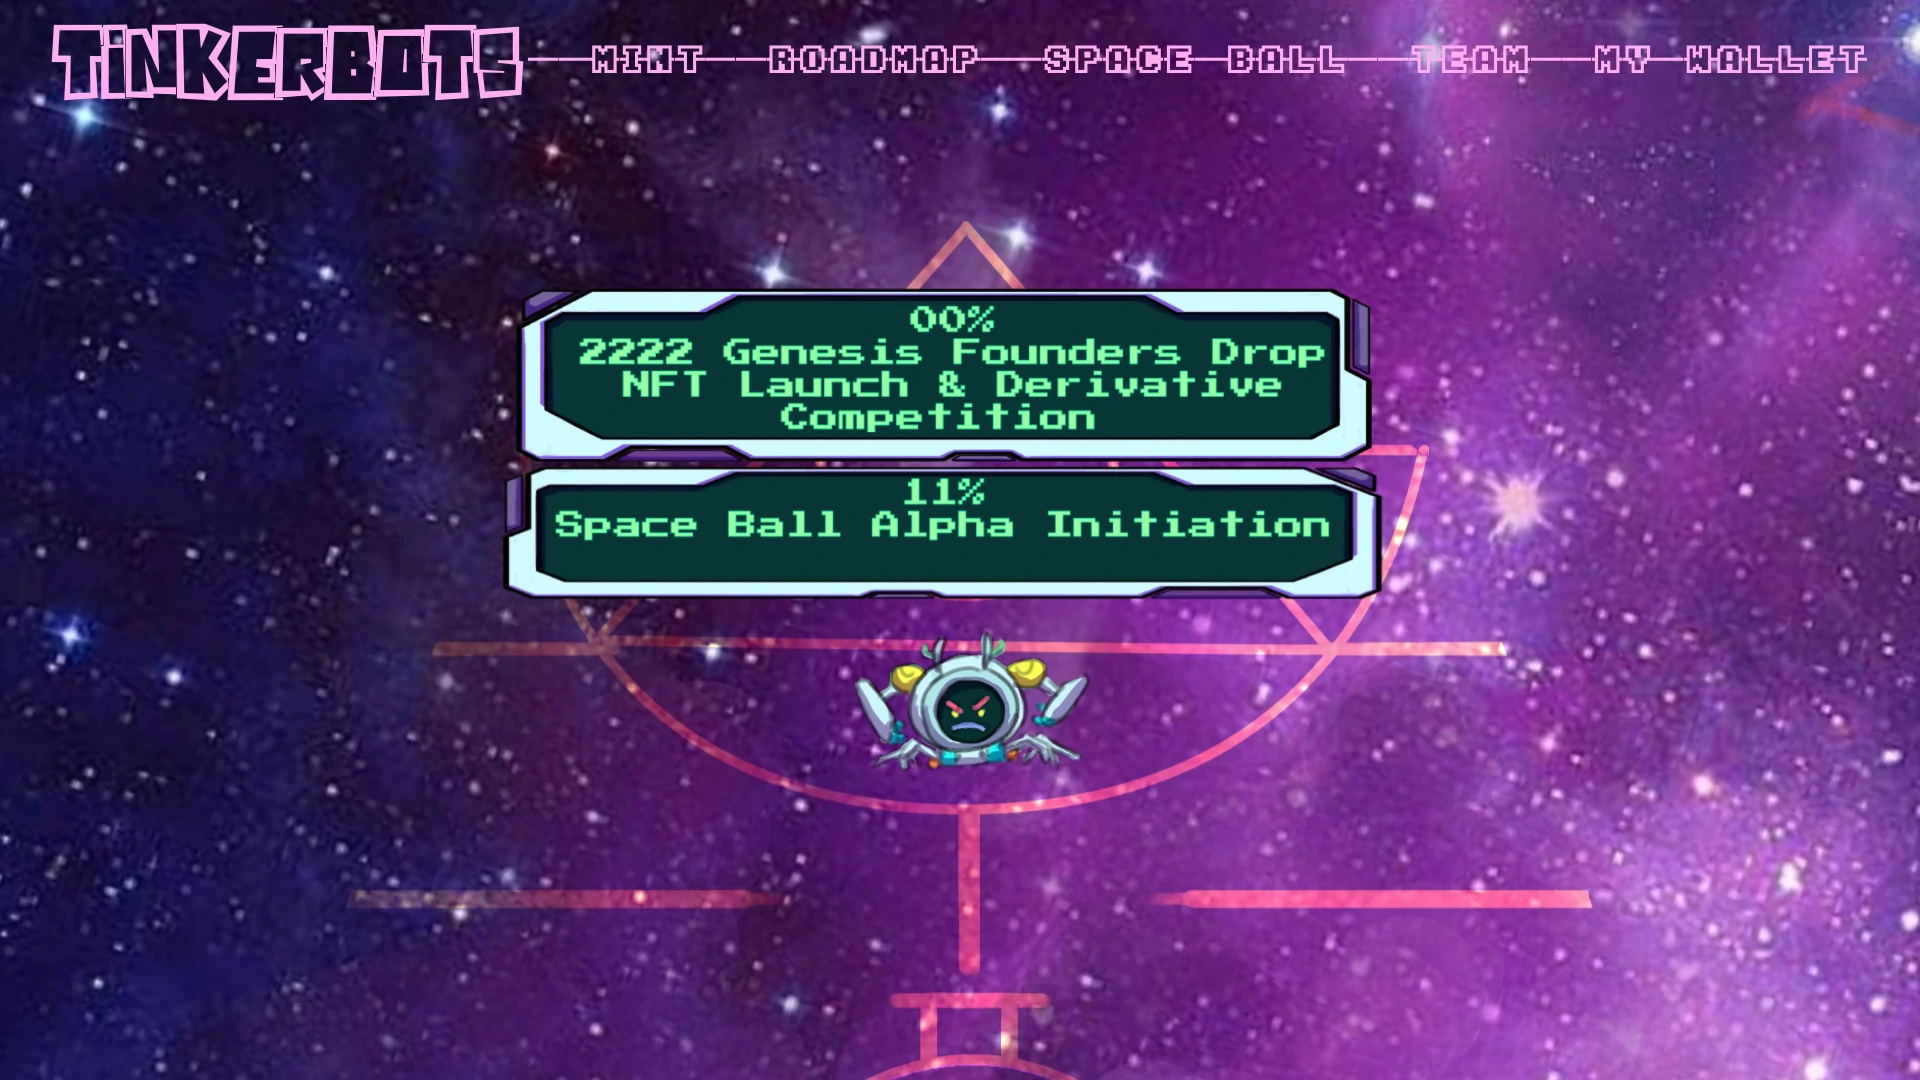 TiNKERBOTS
MINT ROADMAP SPACE BALL TEAM MY WALLET
00%
2222 Genesis Founders Drop
NFT Launch & Derivative
Competition
11%
Space Ball Alpha Initiation